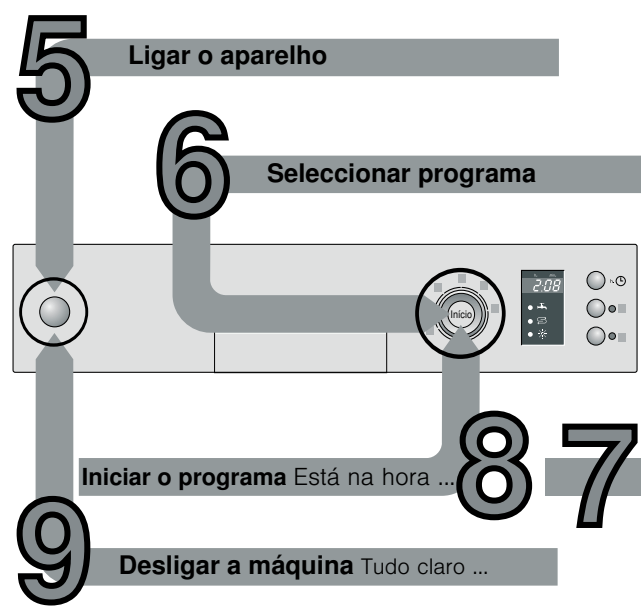 5 Ligar o aparelho
6 Seleccionar programa
2:08
Início
h.
Iniciar o programa Está na hora ... 8 7
9 Desligar a máquina Tudo claro ...